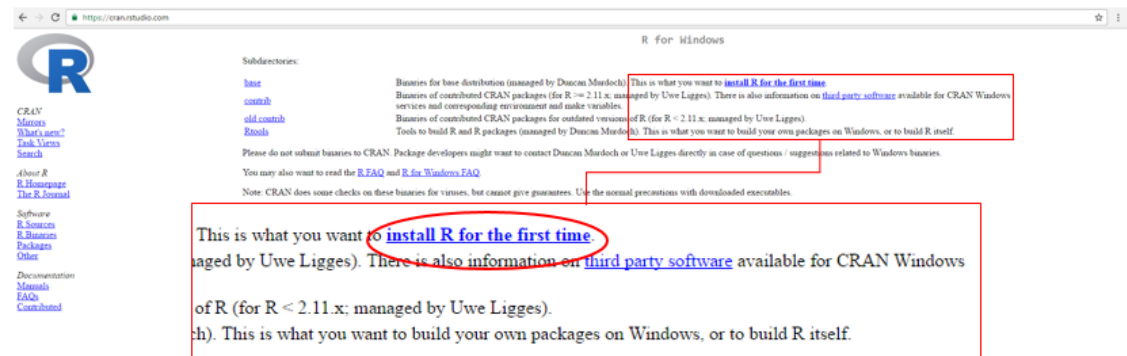 https://cran.rstudio.com
R
CRAN
Mirrors
What's new?
Task Views
Search
About R
R Homepage
The R Journal
Software
R Sources
R Binaries
Packages
Other
Documentation
Manuals
FAQs
Contributed
R for Windows
Subdirectories:
base Binaries for base distribution (managed by Duncan Murdoch). This is what you want to install R for the first time.
contrib Binaries of contributed CRAN packages (for R >= 2.11.x; managed by Uwe Ligges). There is also information on third party software available for CRAN Windows
services and corresponding environment and make variables.
old contrib Binaries of contributed CRAN packages for outdated versions of R (for R < 2.11.x; managed by Uwe Ligges).
Rtools Tools to build R and R packages (managed by Duncan Murdoch). This is what you want to build your own packages on Windows, or to build R itself.
Please do not submit binaries to CRAN. Package developers might want to contact Duncan Murdoch or Uwe Ligges directly in case of questions / suggestions related to Windows binaries.
You may also want to read the R FAQ and R for Windows FAQ.
Note: CRAN does some checks on these binaries for viruses, but cannot give guarantees. Use the normal precautions with downloaded executables.
This is what you want to install R for the first time.
naged by Uwe Ligges). There is also information on third party software available for CRAN Windows
of R (for R < 2.11.x; managed by Uwe Ligges).
ch). This is what you want to build your own packages on Windows, or to build R itself.